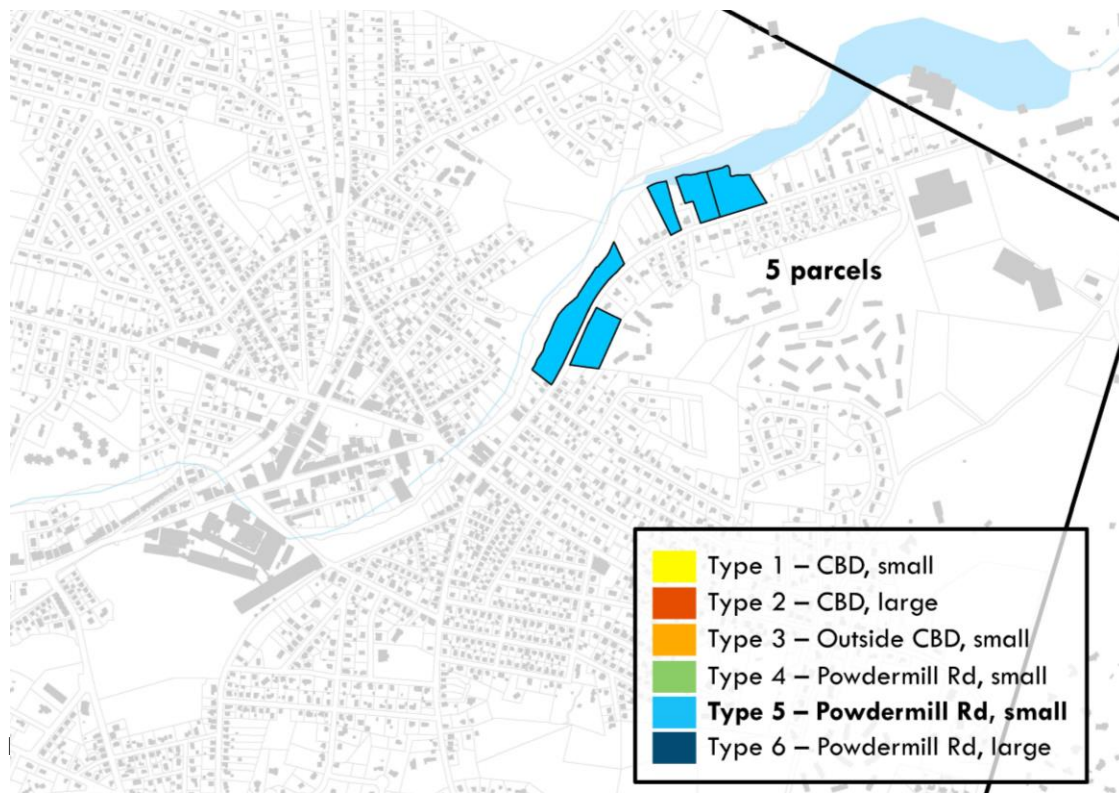 5 parcels
Type 1 – CBD, small
Type 2 – CBD, large
Type 3 – Outside CBD, small
Type 4 – Powdermill Rd, small
Type 5 – Powdermill Rd, small
Type 6 – Powdermill Rd, large